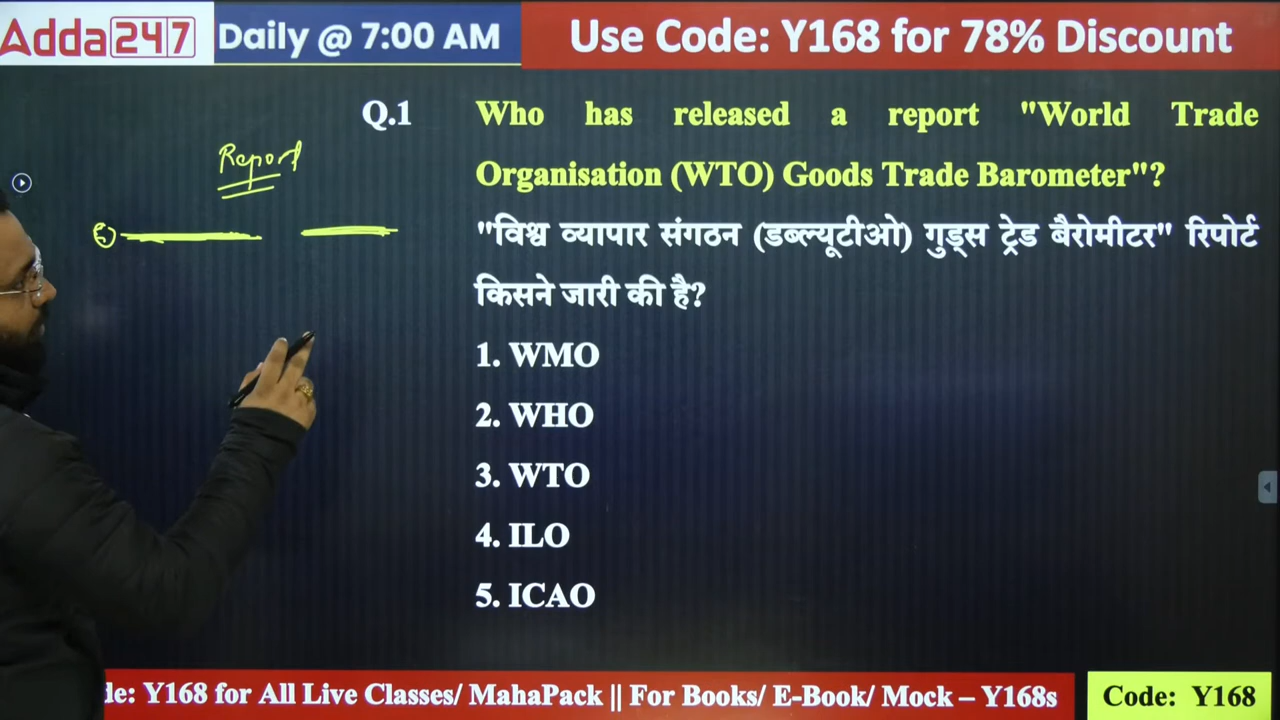 Adda247 Daily @ 7:00 AM Use Code: Y168 for 78% Discount
Report
Q.1 Who has released a report "World Trade
Organisation (WTO) Goods Trade Barometer"?
"विश्व व्यापार संगठन (डब्ल्यूटीओ) गुड्स ट्रेड बैरोमीटर" रिपोर्ट
किसने जारी की है?
1. WMO
2. WHO
3. WTO
4. ILO
5. ICAO
de: Y168 for All Live Classes/ MahaPack || For Books/ E-Book/ Mock – Y168s Code: Y168